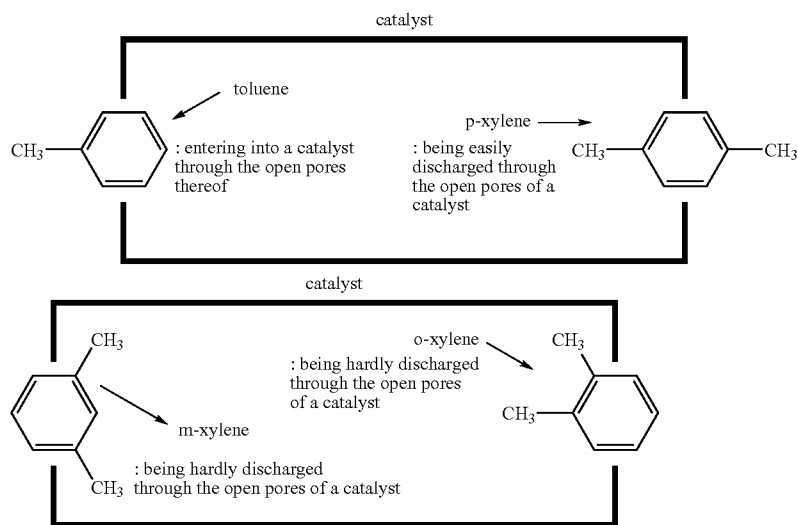 catalyst
toluene
CH3
: entering into a catalyst
through the open pores
thereof
p-xylene
: being easily
discharged through
the open pores of a
catalyst
CH3
CH3
catalyst
CH3
m-xylene
CH3
: being hardly discharged
through the open pores of a catalyst
o-xylene
: being hardly discharged
through the open pores
of a catalyst
CH3
CH3